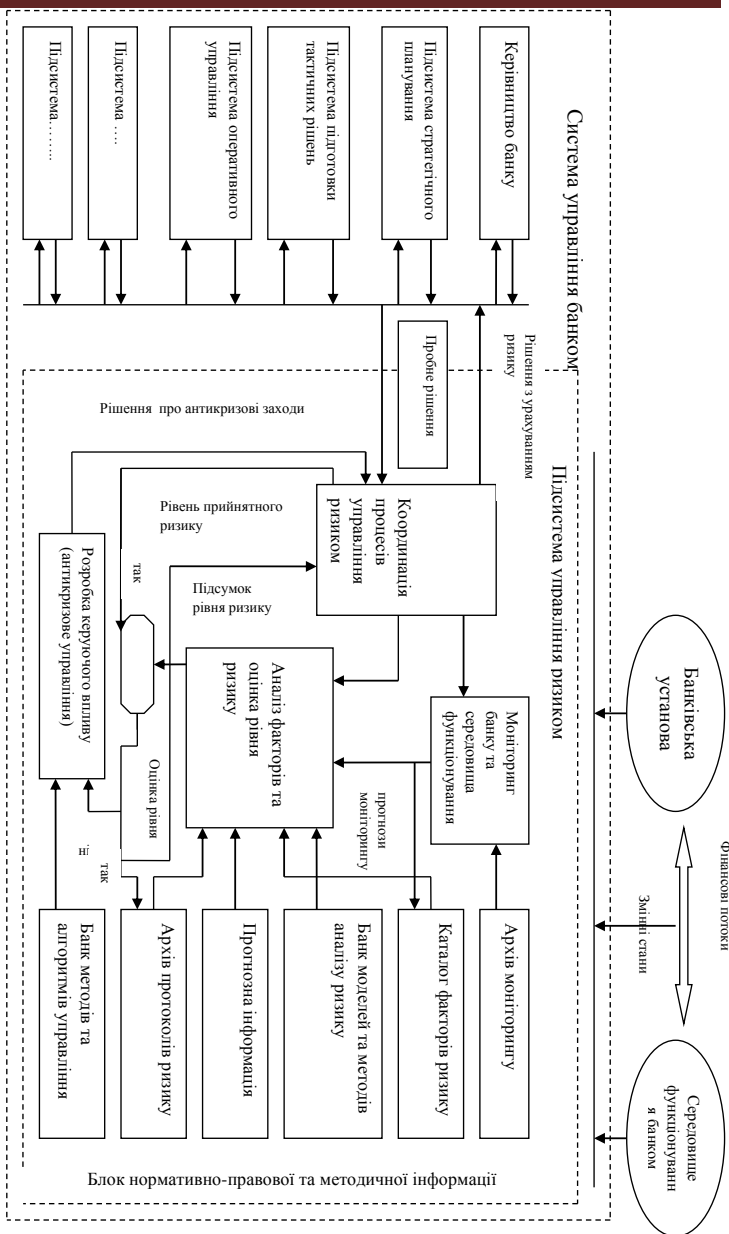 Фінансові потоки
Банківська
установа
Змінні стани
Середовище
функціонуванн
я банком
Система управління банком
Керівництво банку
Підсистема стратегічного
планування
Підсистема підготовки
тактичних рішень
Підсистема оперативного
управління
Підсистема ….
Підсистема……..
Підсистема управління ризиком
Рішення з урахуванням
ризику
Пробне рішення
Рішення про антикризові заходи
Координація
процесів
управління
ризиком
Рівень прийнятного
ризику
Підсумок
рівня ризику
так
Моніторинг
банку та
середовища
функціонування
прогнози
моніторингу
Аналіз факторів та
оцінка рівня
ризику
Оцінка рівня
Розробка керуючого впливу
(антикризове управління)
так
ні
Архів моніторингу
Каталог факторів ризику
Банк моделей та методів
аналізу ризику
Прогнозна інформація
Архів протоколів ризику
Банк методів та
алгоритмів управління
Блок нормативно-правової та методичної інформації